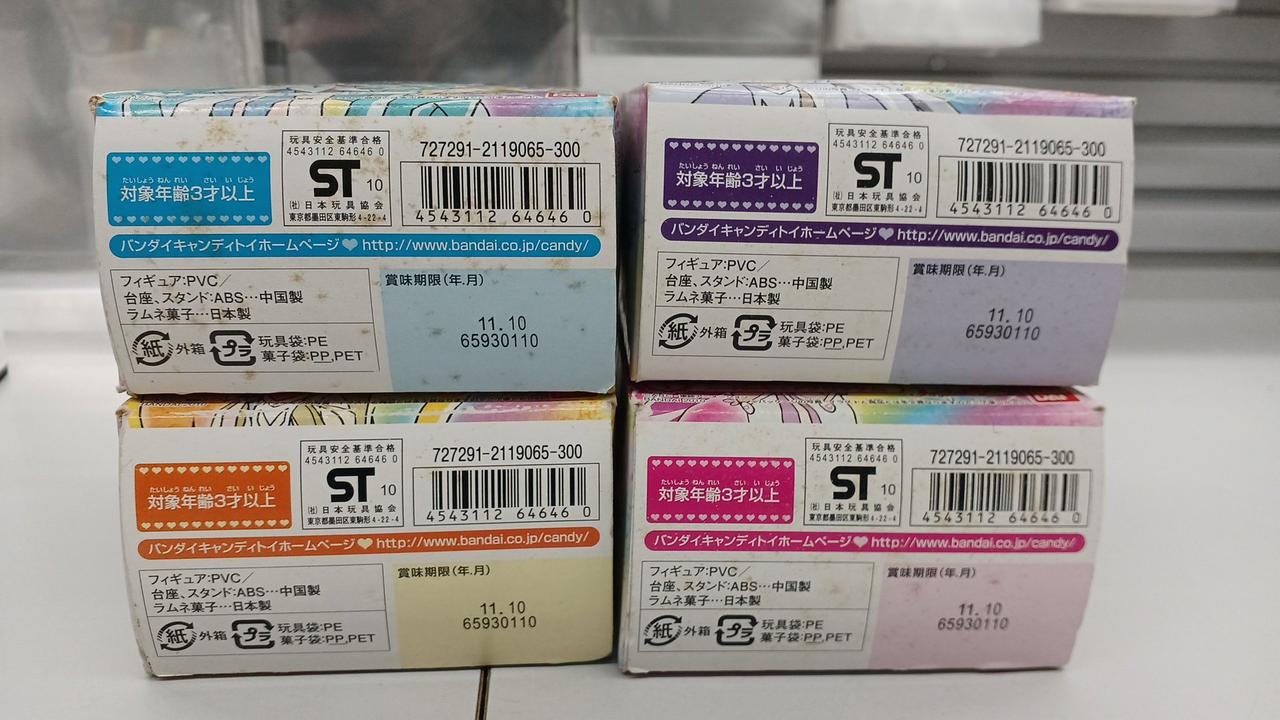 玩具安全基準合格
4543112 64646 0
ST 10
(社)日本玩具協会
東京都墨田区東駒形4-22-4
727291-2119065-300
4543112 646460
たいしょう ねん れい さい い じょう
対象年齢3才以上
バンダイキャンディトイホームページ♥http://www.bandai.co.jp/candy/
フィギュア:PVC/
台座、スタンド:ABS…中国製
ラムネ菓子…日本製
紙 外箱
プラ 玩具袋:PE
菓子袋:PP,PET
賞味期限(年.月)
11.10
65930110
玩具安全基準合格
4543112 64646 0
ST 10
(社)日本玩具協会
東京都墨田区東駒形4-22-4
727291-2119065-300
4543112 646460
たいしょう ねん れい さい い じょう
対象年齢3才以上
バンダイキャンディトイホームページ♥http://www.bandai.co.jp/candy/
フィギュア:PVC/
台座、スタンド:ABS…中国製
ラムネ菓子…日本製
紙 外箱
プラ 玩具袋:PE
菓子袋:PP,PET
賞味期限(年.月)
11.10
65930110
玩具安全基準合格
4543112 64646 0
ST 10
(社)日本玩具協会
東京都墨田区東駒形4-22-4
727291-2119065-300
4543112 646460
たいしょう ねん れい さい い じょう
対象年齢3才以上
バンダイキャンディトイホームページ♥http://www.bandai.co.jp/candy/
フィギュア:PVC/
台座、スタンド:ABS…中国製
ラムネ菓子…日本製
紙 外箱
プラ 玩具袋:PE
菓子袋:PP,PET
賞味期限(年.月)
11.10
65930110
玩具安全基準合格
4543112 64646 0
ST 10
(社)日本玩具協会
東京都墨田区東駒形4-22-4
727291-2119065-300
4543112 646460
たいしょう ねん れい さい い じょう
対象年齢3才以上
バンダイキャンディトイホームページ♥http://www.bandai.co.jp/candy/
フィギュア:PVC/
台座、スタンド:ABS…中国製
ラムネ菓子…日本製
紙 外箱
プラ 玩具袋:PE
菓子袋:PP,PET
賞味期限(年.月)
11.10
65930110